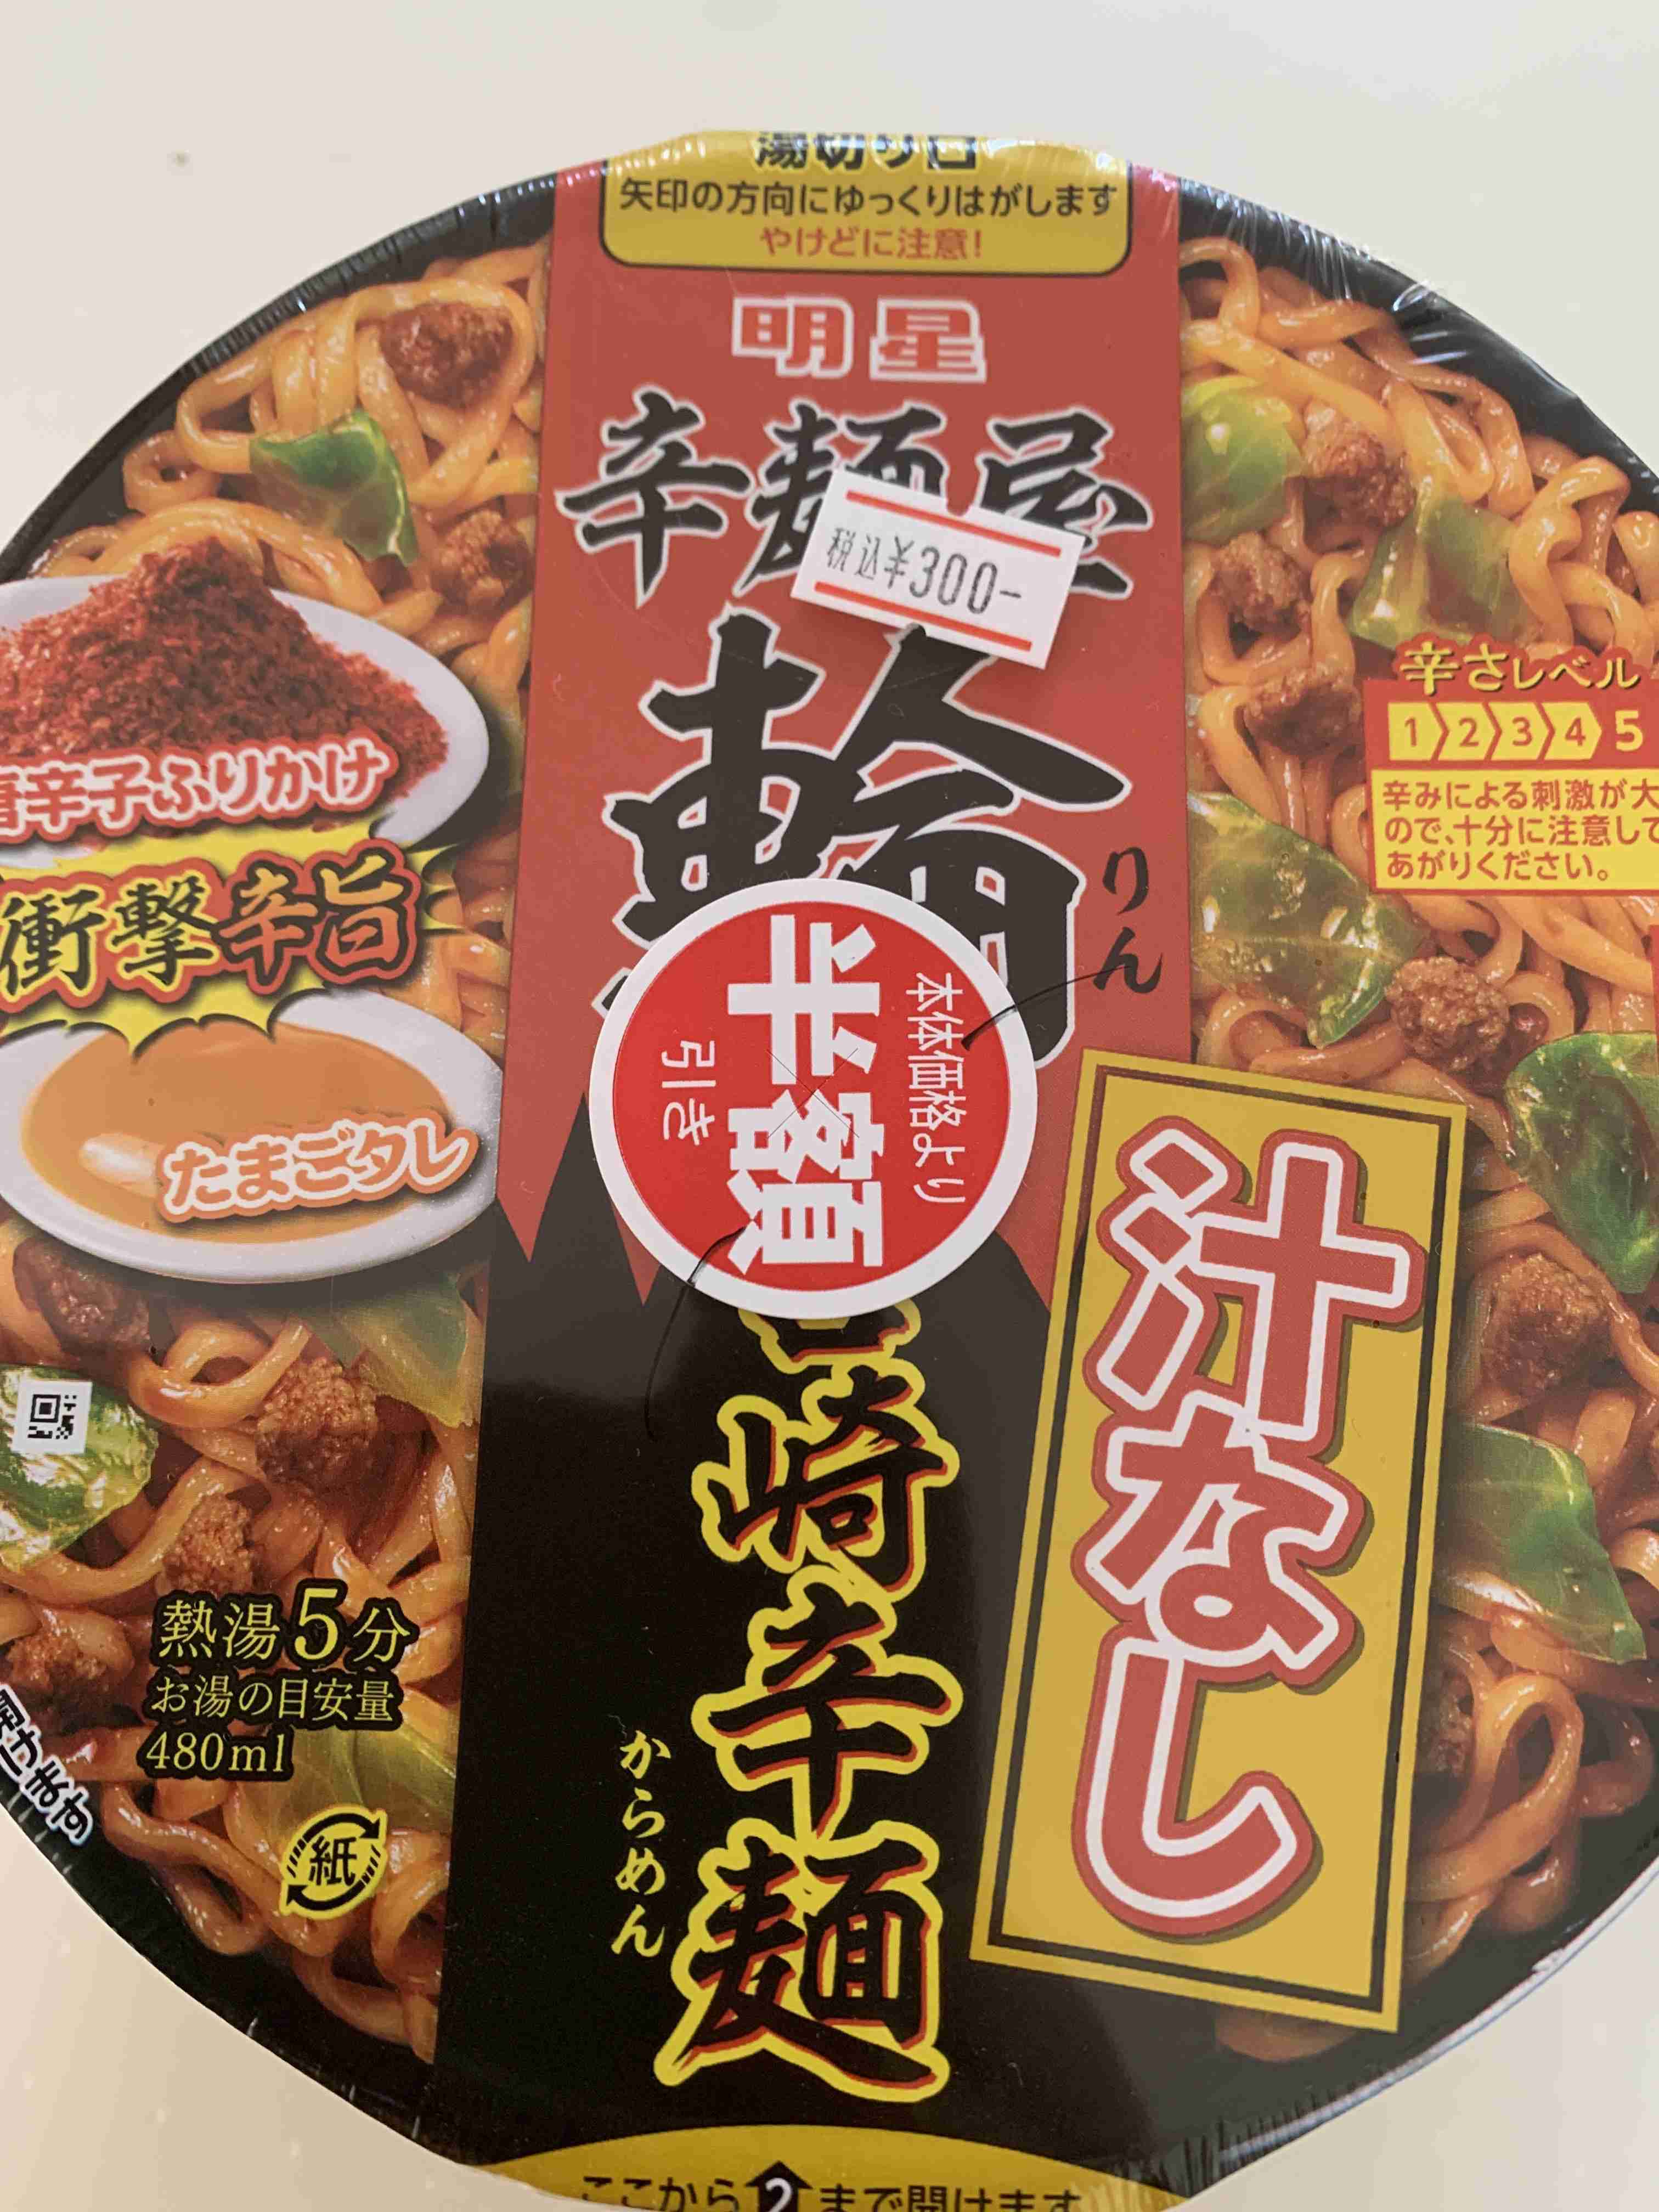 湯切り口
矢印の方向にゆっくりはがします
やけどに注意!
明星
辛麺屋
税込¥300-
輪
りん
本体価格より
半額
引き
崎辛麺
からめん
汁なし
辛さレベル
1 2 3 4 5
辛みによる刺激が大
ので、十分に注意して
あがりください。
唐辛子ふりかけ
衝撃辛旨
たまごタレ
熱湯5分
お湯の目安量
480ml
紙
けます
ここから2まで開けます